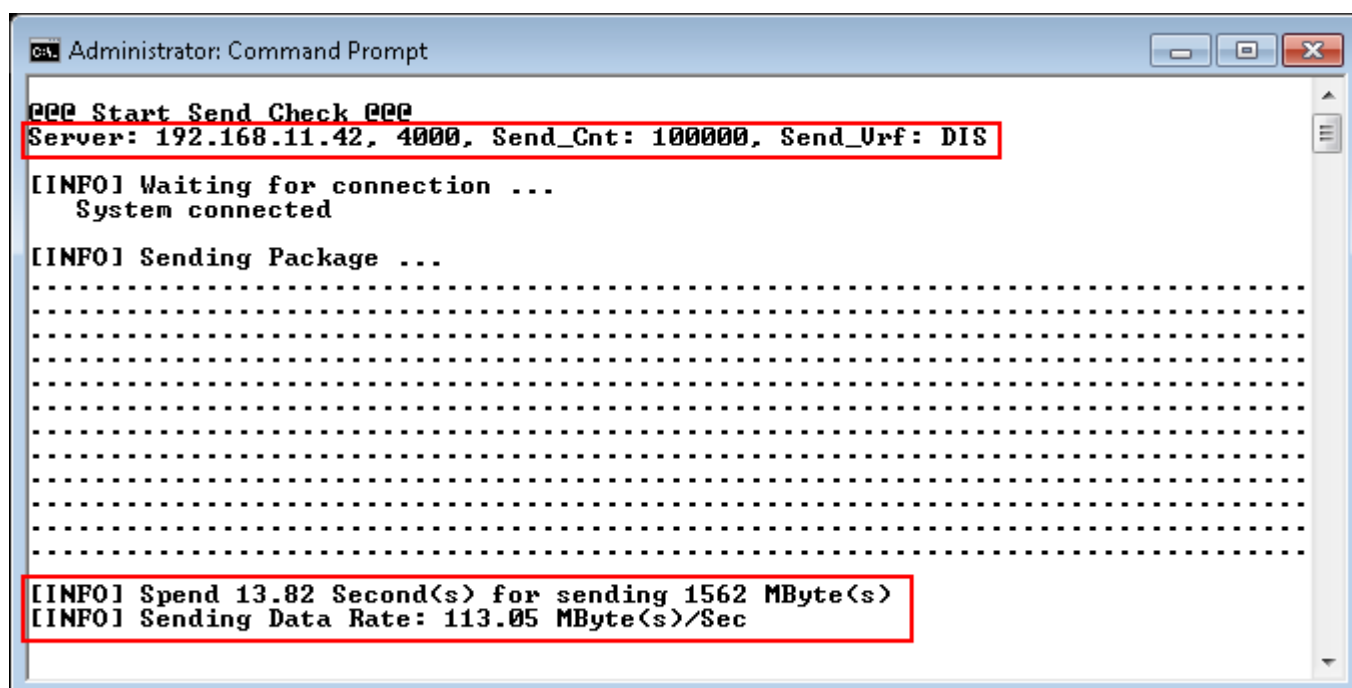 Administrator: Command Prompt
@@@ Start Send Check @@@
Server: 192.168.11.42, 4000, Send_Cnt: 100000, Send_Vrf: DIS
[INFO] Waiting for connection ...
System connected
[INFO] Sending Package ...
................................................................................
................................................................................
................................................................................
................................................................................
................................................................................
................................................................................
................................................................................
................................................................................
................................................................................
................................................................................
................................................................................
................................................................................
[INFO] Spend 13.82 Second(s) for sending 1562 MByte(s)
[INFO] Sending Data Rate: 113.05 MByte(s)/Sec